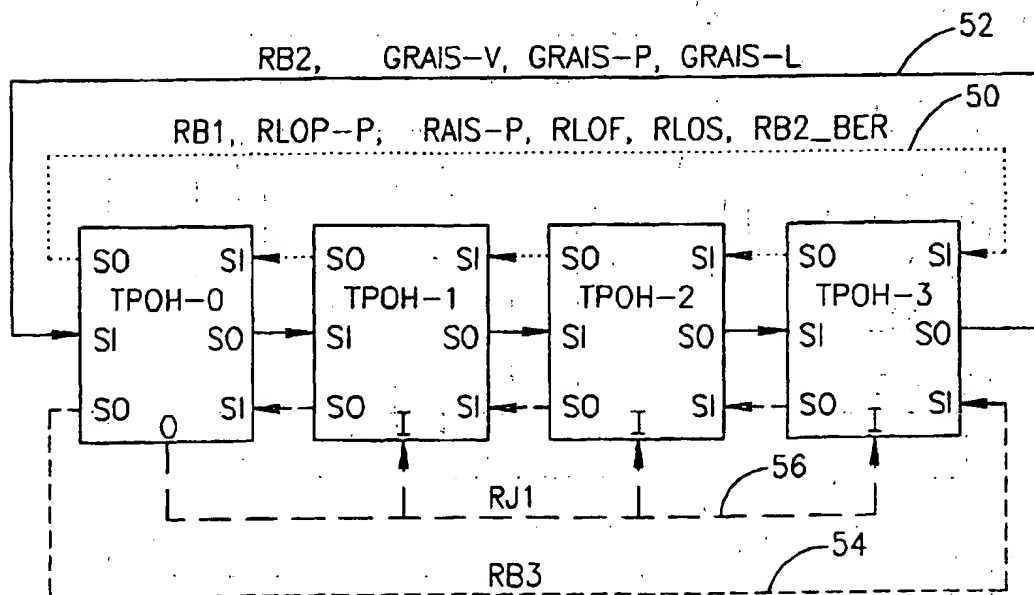 52
RB2, GRAIS-V, GRAIS-P, GRAIS-L
50
RB1, RLOP-P; RAIS-P, RLOF, RLOS, RB2_BER
SO SI SO SI SO SI SO SI
TPOH-0 TPOH-1 TPOH-2 TPOH-3
SI SO SI SO SI SO SI SO
SO SI SO SI SO SI SO SI
O I I I
56
RJ1
54
RB3